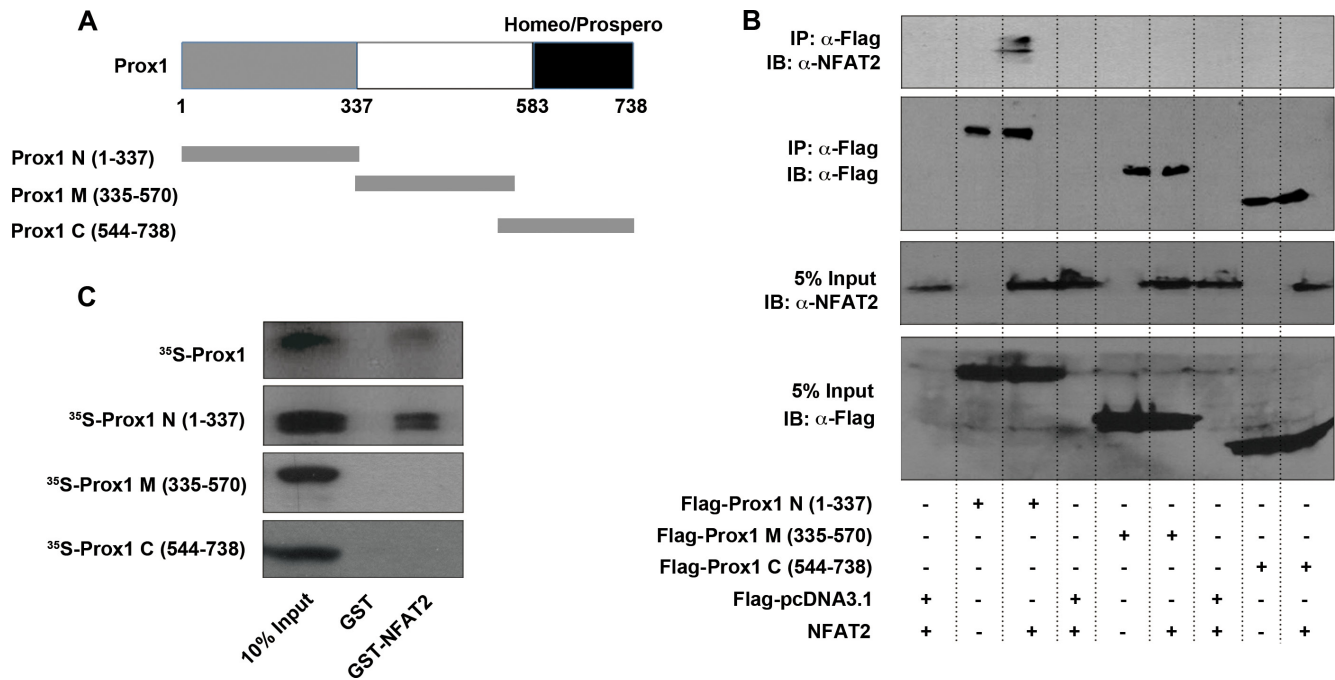 A
Homeo/Prospero
Prox1
1 337 583 738
Prox1 N (1-337)
Prox1 M (335-570)
Prox1 C (544-738)
B
IP: α-Flag
IB: α-NFAT2
IP: α-Flag
IB: α-Flag
5% Input
IB: α-NFAT2
5% Input
IB: α-Flag
Flag-Prox1 N (1-337) - + + - - - - - -
Flag-Prox1 M (335-570) - - - - + + - - -
Flag-Prox1 C (544-738) - - - - - - - + +
Flag-pcDNA3.1 + - - + - - + - -
NFAT2 + - + + - + + - +
C
³⁵S-Prox1
³⁵S-Prox1 N (1-337)
³⁵S-Prox1 M (335-570)
³⁵S-Prox1 C (544-738)
10% Input
GST
GST-NFAT2